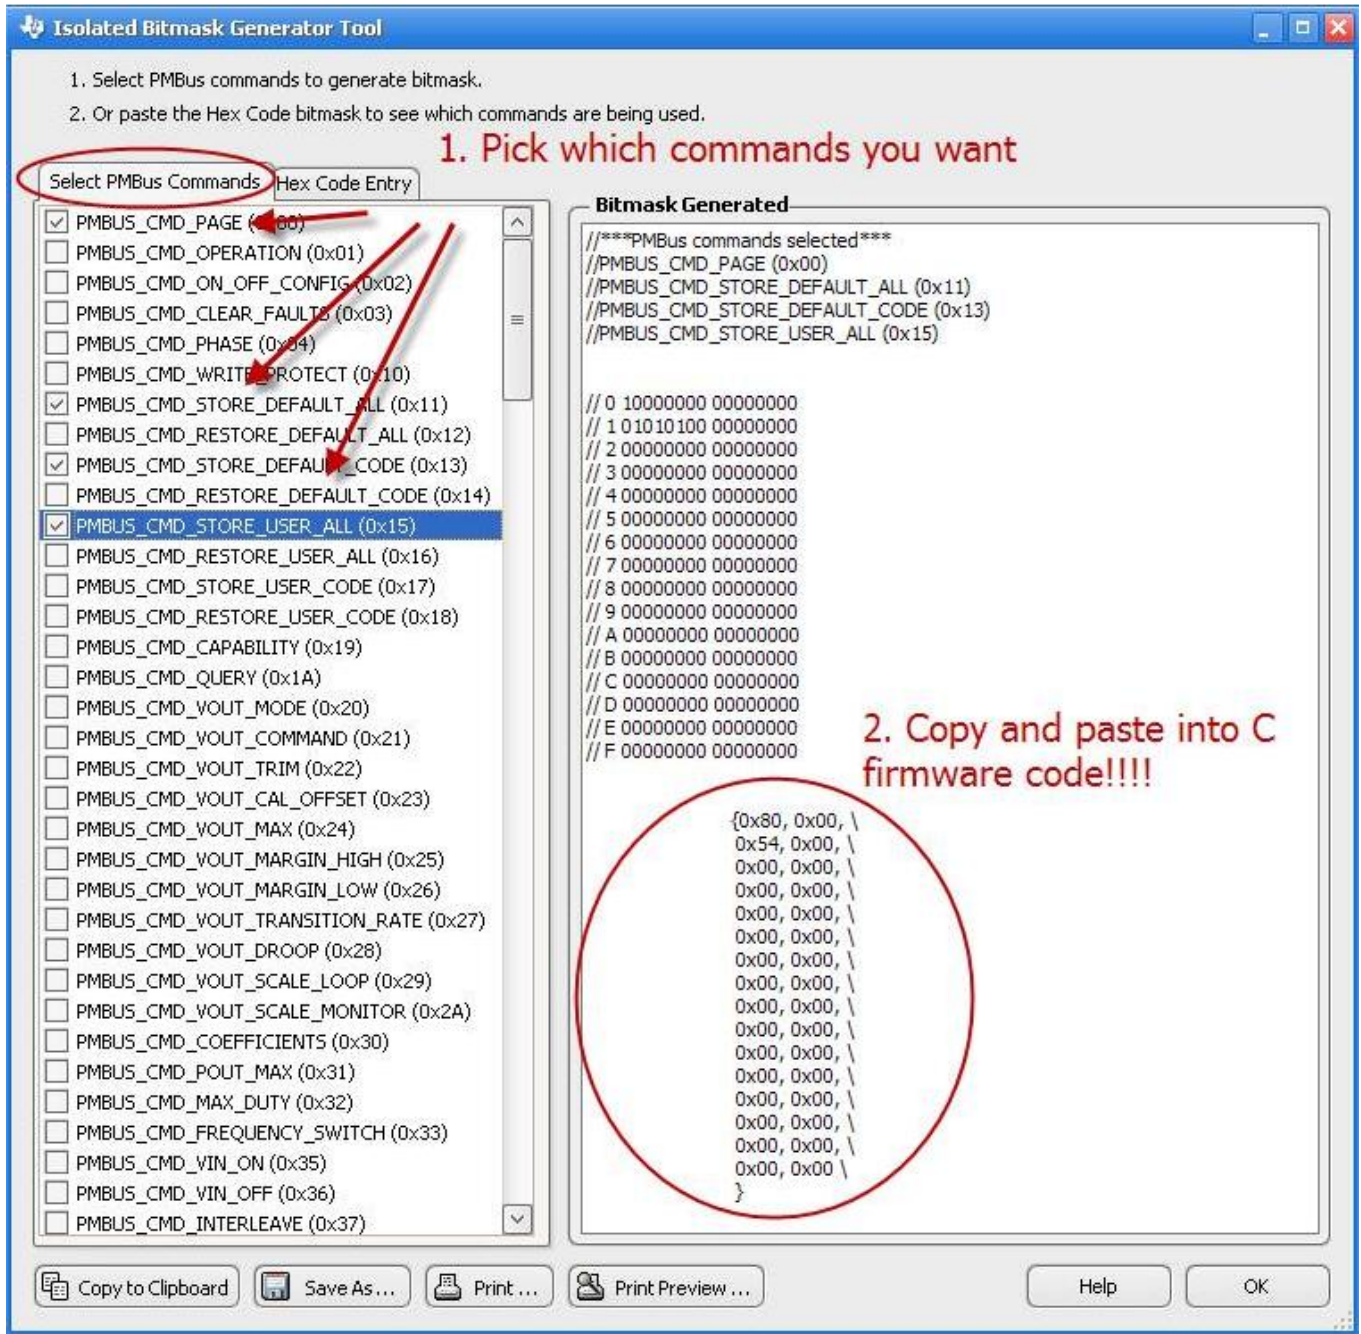 Isolated Bitmask Generator Tool
1. Select PMBus commands to generate bitmask.
2. Or paste the Hex Code bitmask to see which commands are being used.
1. Pick which commands you want
Select PMBus Commands
Hex Code Entry
PMBUS_CMD_PAGE (0x00)
PMBUS_CMD_OPERATION (0x01)
PMBUS_CMD_ON_OFF_CONFIG (0x02)
PMBUS_CMD_CLEAR_FAULTS (0x03)
PMBUS_CMD_PHASE (0x04)
PMBUS_CMD_WRITE_PROTECT (0x10)
PMBUS_CMD_STORE_DEFAULT_ALL (0x11)
PMBUS_CMD_RESTORE_DEFAULT_ALL (0x12)
PMBUS_CMD_STORE_DEFAULT_CODE (0x13)
PMBUS_CMD_RESTORE_DEFAULT_CODE (0x14)
PMBUS_CMD_STORE_USER_ALL (0x15)
PMBUS_CMD_RESTORE_USER_ALL (0x16)
PMBUS_CMD_STORE_USER_CODE (0x17)
PMBUS_CMD_RESTORE_USER_CODE (0x18)
PMBUS_CMD_CAPABILITY (0x19)
PMBUS_CMD_QUERY (0x1A)
PMBUS_CMD_VOUT_MODE (0x20)
PMBUS_CMD_VOUT_COMMAND (0x21)
PMBUS_CMD_VOUT_TRIM (0x22)
PMBUS_CMD_VOUT_CAL_OFFSET (0x23)
PMBUS_CMD_VOUT_MAX (0x24)
PMBUS_CMD_VOUT_MARGIN_HIGH (0x25)
PMBUS_CMD_VOUT_MARGIN_LOW (0x26)
PMBUS_CMD_VOUT_TRANSITION_RATE (0x27)
PMBUS_CMD_VOUT_DROOP (0x28)
PMBUS_CMD_VOUT_SCALE_LOOP (0x29)
PMBUS_CMD_VOUT_SCALE_MONITOR (0x2A)
PMBUS_CMD_COEFFICIENTS (0x30)
PMBUS_CMD_POUT_MAX (0x31)
PMBUS_CMD_MAX_DUTY (0x32)
PMBUS_CMD_FREQUENCY_SWITCH (0x33)
PMBUS_CMD_VIN_ON (0x35)
PMBUS_CMD_VIN_OFF (0x36)
PMBUS_CMD_INTERLEAVE (0x37)
Bitmask Generated
//***PMBus commands selected***
//PMBUS_CMD_PAGE (0x00)
//PMBUS_CMD_STORE_DEFAULT_ALL (0x11)
//PMBUS_CMD_STORE_DEFAULT_CODE (0x13)
//PMBUS_CMD_STORE_USER_ALL (0x15)
// 0 10000000 00000000
// 1 01010100 00000000
// 2 00000000 00000000
// 3 00000000 00000000
// 4 00000000 00000000
// 5 00000000 00000000
// 6 00000000 00000000
// 7 00000000 00000000
// 8 00000000 00000000
// 9 00000000 00000000
// A 00000000 00000000
// B 00000000 00000000
// C 00000000 00000000
// D 00000000 00000000
// E 00000000 00000000
// F 00000000 00000000
2. Copy and paste into C
firmware code!!!!
{0x80, 0x00, \
0x54, 0x00, \
0x00, 0x00, \
0x00, 0x00, \
0x00, 0x00, \
0x00, 0x00, \
0x00, 0x00, \
0x00, 0x00, \
0x00, 0x00, \
0x00, 0x00, \
0x00, 0x00, \
0x00, 0x00, \
0x00, 0x00, \
0x00, 0x00, \
0x00, 0x00, \
0x00, 0x00 \
}
Copy to Clipboard
Save As...
Print ...
Print Preview ...
Help
OK